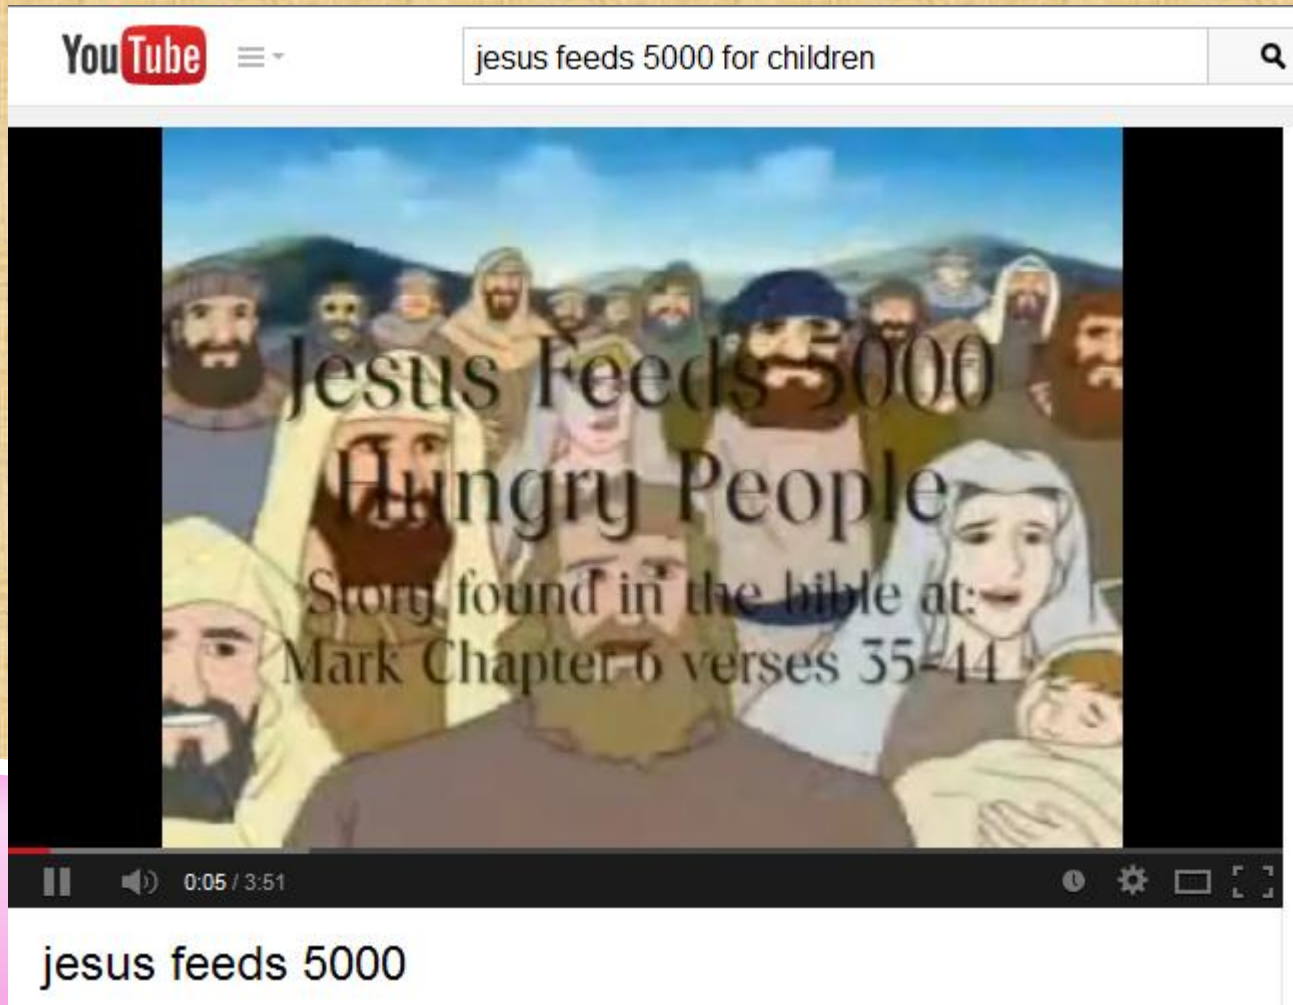 YouTube
jesus feeds 5000 for children
Jesus Feeds 5000
Hungry People
Story found in the bible at:
Mark Chapter 6 verses 35-44
0:05 / 3:51
jesus feeds 5000